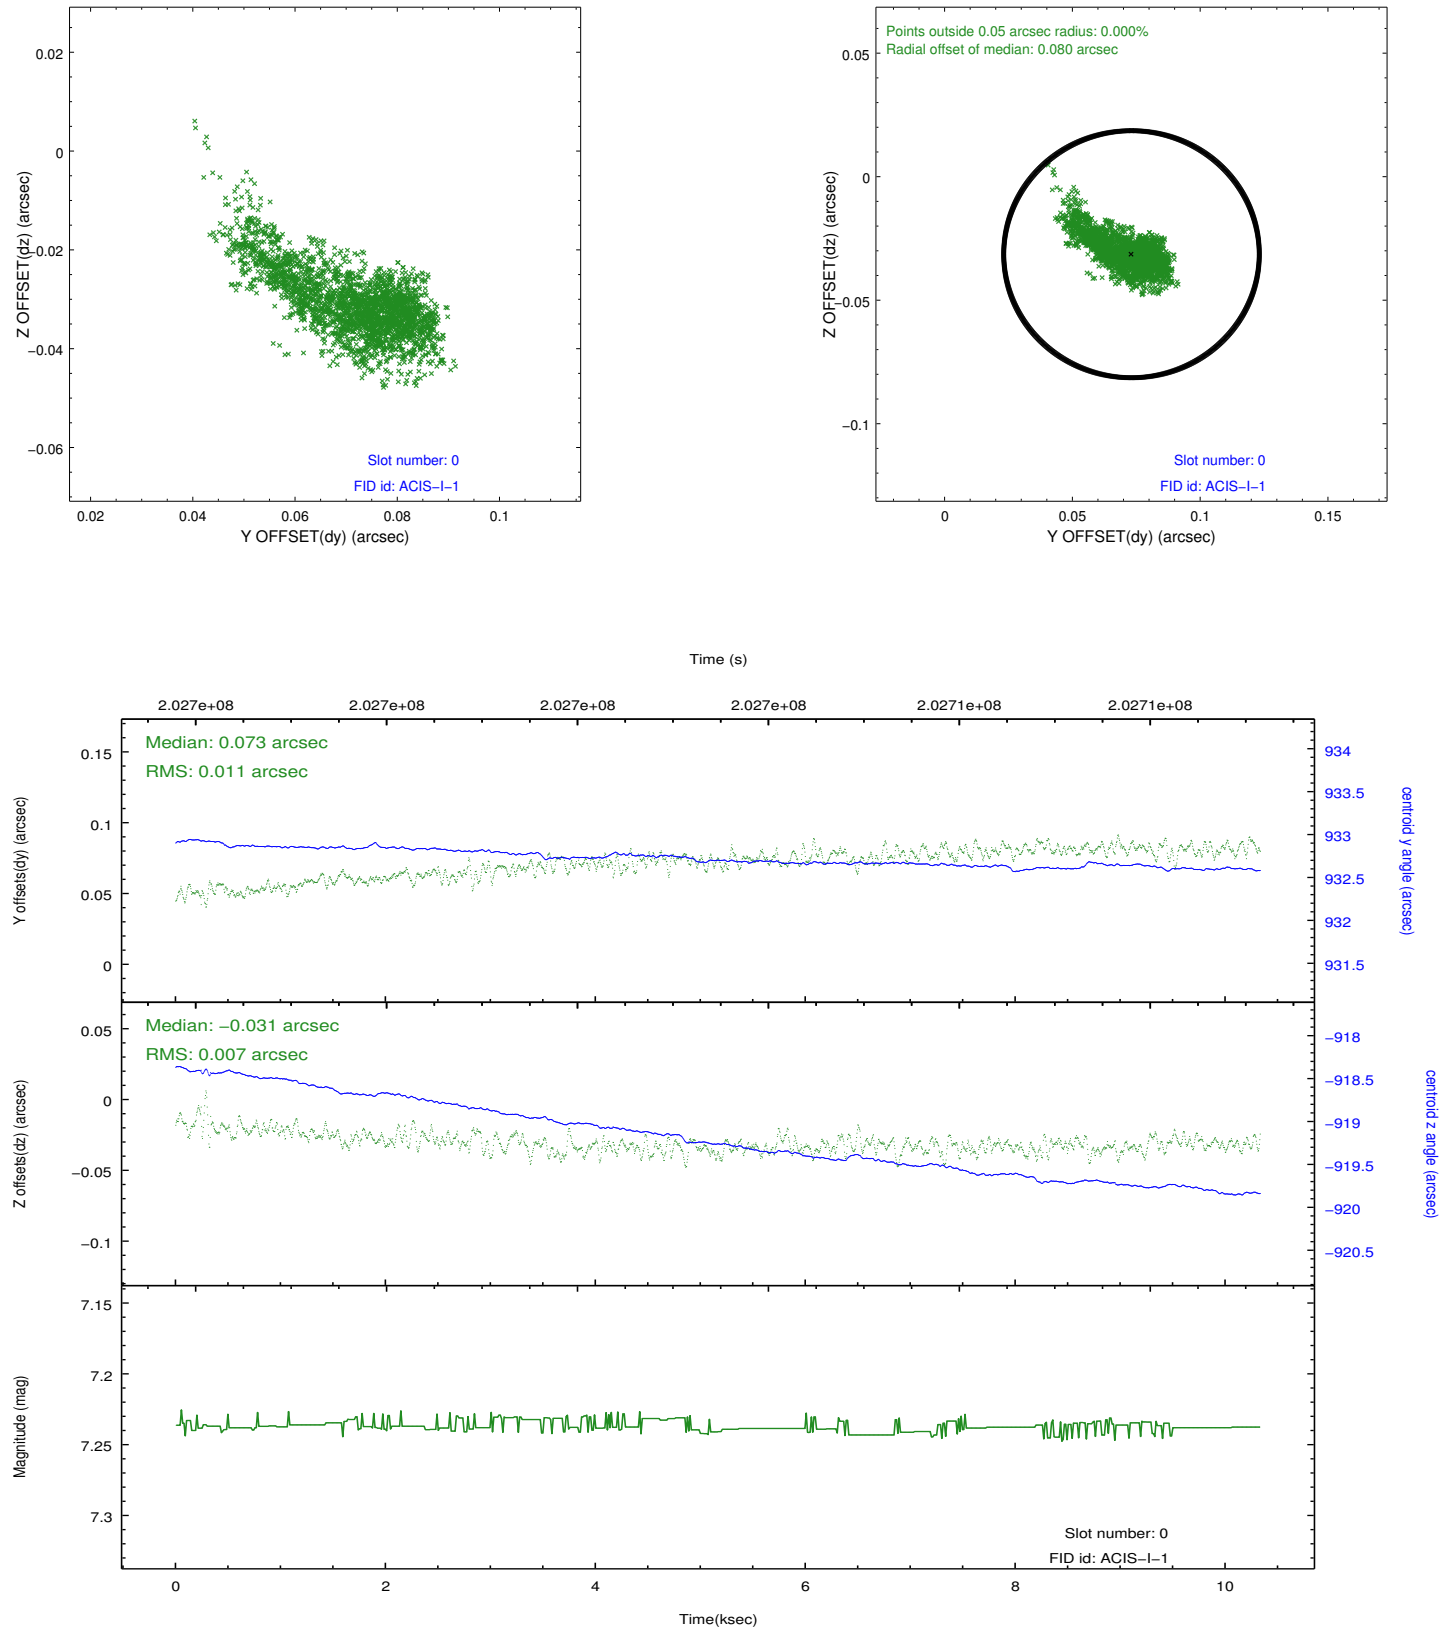 0.02
0
−0.02
−0.04
−0.06
Z OFFSET(dz) (arcsec)
Slot number: 0
FID id: ACIS−I−1
0.02 0.04 0.06 0.08 0.1
Y OFFSET(dy) (arcsec)
Points outside 0.05 arcsec radius: 0.000%
Radial offset of median: 0.080 arcsec
0.05
0
−0.05
−0.1
Z OFFSET(dz) (arcsec)
Slot number: 0
FID id: ACIS−I−1
0 0.05 0.1 0.15
Y OFFSET(dy) (arcsec)
Time (s)
2.027e+08 2.027e+08 2.027e+08 2.027e+08 2.0271e+08 2.0271e+08
Median: 0.073 arcsec
RMS: 0.011 arcsec
0.15
0.1
0.05
0
Y offsets(dy) (arcsec)
934
933.5
933
932.5
932
931.5
centroid y angle (arcsec)
Median: −0.031 arcsec
RMS: 0.007 arcsec
0.05
0
−0.05
−0.1
Z offsets(dz) (arcsec)
−918
−918.5
−919
−919.5
−920
−920.5
centroid z angle (arcsec)
7.15
7.2
7.25
7.3
Magnitude (mag)
Slot number: 0
FID id: ACIS−I−1
0 2 4 6 8 10
Time(ksec)